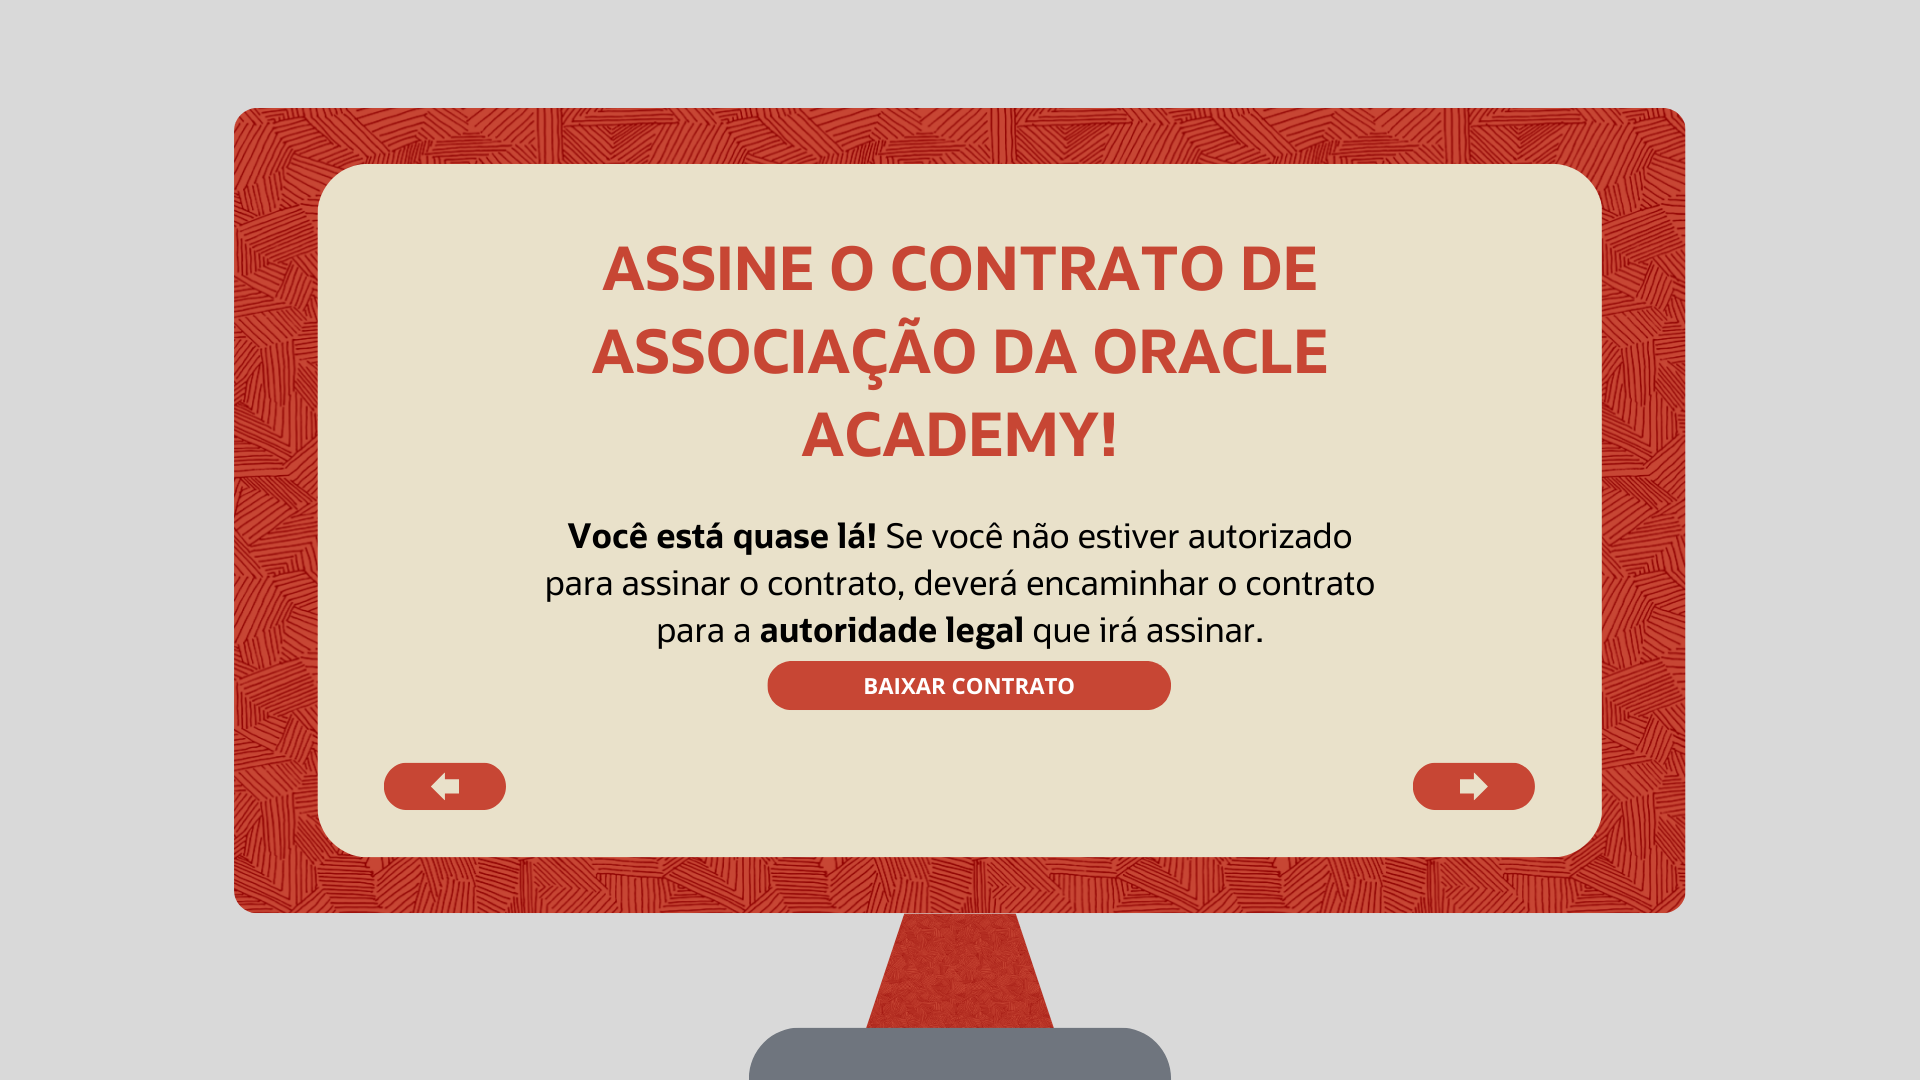 ASSINE O CONTRATO DE
ASSOCIAÇÃO DA ORACLE
ACADEMY!
Você está quase lá! Se você não estiver autorizado
para assinar o contrato, deverá encaminhar o contrato
para a autoridade legal que irá assinar.
BAIXAR CONTRATO